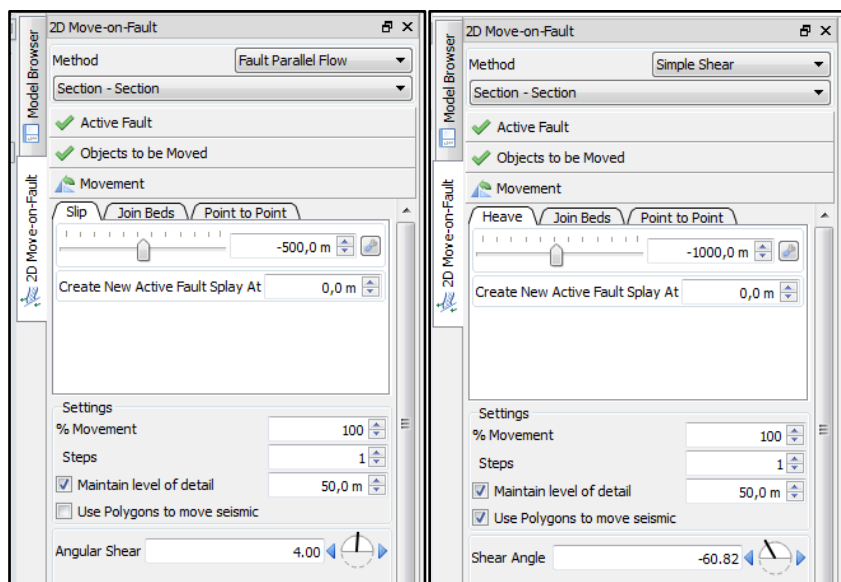 2D Move-on-Fault
Model Browser
2D Move-on-Fault
Method Fault Parallel Flow
Section - Section
Active Fault
Objects to be Moved
Movement
Slip Join Beds Point to Point
-500,0 m
Create New Active Fault Splay At 0,0 m
Settings
% Movement 100
Steps 1
Maintain level of detail 50,0 m
Use Polygons to move seismic
Angular Shear 4.00
2D Move-on-Fault
Model Browser
2D Move-on-Fault
Method Simple Shear
Section - Section
Active Fault
Objects to be Moved
Movement
Heave Join Beds Point to Point
-1000,0 m
Create New Active Fault Splay At 0,0 m
Settings
% Movement 100
Steps 1
Maintain level of detail 50,0 m
Use Polygons to move seismic
Shear Angle -60.82